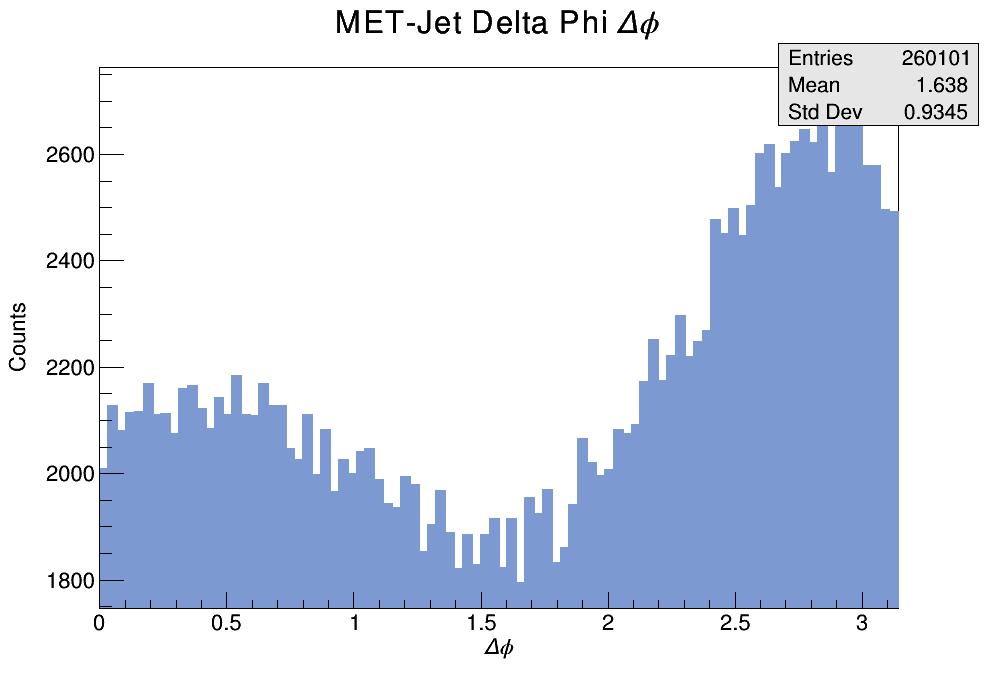 MET-Jet Delta Phi Δϕ
Entries 260101
Mean 1.638
Std Dev 0.9345
2600
2400
2200
2000
1800
Counts
0 0.5 1 1.5 2 2.5 3
Δϕ